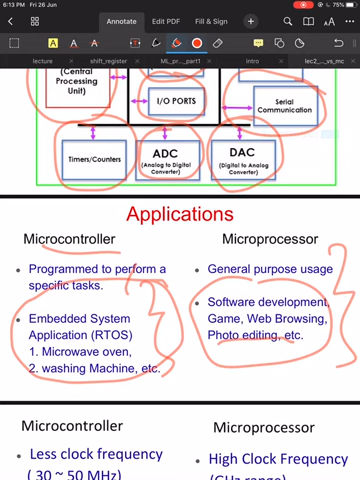 6:13 PM Fri 26 Jun
75%
Annotate Edit PDF Fill & Sign
lecture shift_register ML_pr..._part1 intro lec2_..._vs_mc
(Central
Processing
Unit)
I/O PORTS
Serial
Communication
Timers/Counters
ADC
(Analog to Digital
Converter)
DAC
(Digital to Analog
Converter)
Applications
Microcontroller
• Programmed to perform a
specific tasks.
• Embedded System
Application (RTOS)
1. Microwave oven,
2. washing Machine, etc.
Microprocessor
• General purpose usage
• Software development,
Game, Web Browsing,
Photo editing, etc.
Microcontroller
• Less clock frequency
( 30 ~ 50 MHz)
Microprocessor
• High Clock Frequency
(GHz range)